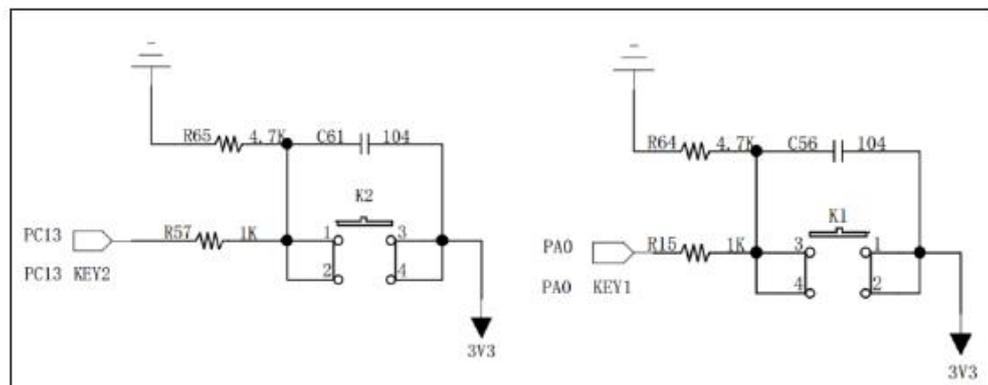 R65 4.7K C61 104
K2
PC13 R57 1K 1 3
PC13 KEY2 2 4
3V3
R64 4.7K C56 104
K1
PA0 R15 1K 3 1
PA0 KEY1 4 2
3V3